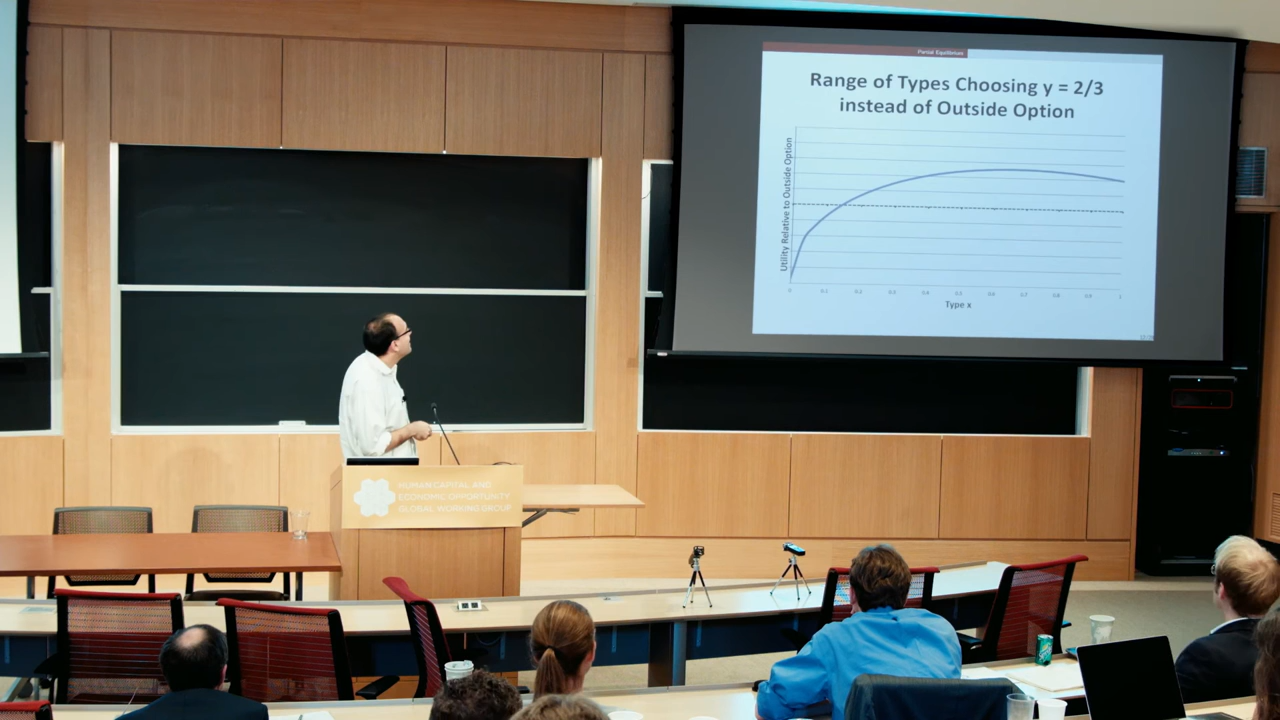 Partial Equilibrium
Range of Types Choosing y = 2/3
instead of Outside Option
Utility Relative to Outside Option
0 0.1 0.2 0.3 0.4 0.5 0.6 0.7 0.8 0.9 1
Type x
HUMAN CAPITAL AND
ECONOMIC OPPORTUNITY
GLOBAL WORKING GROUP